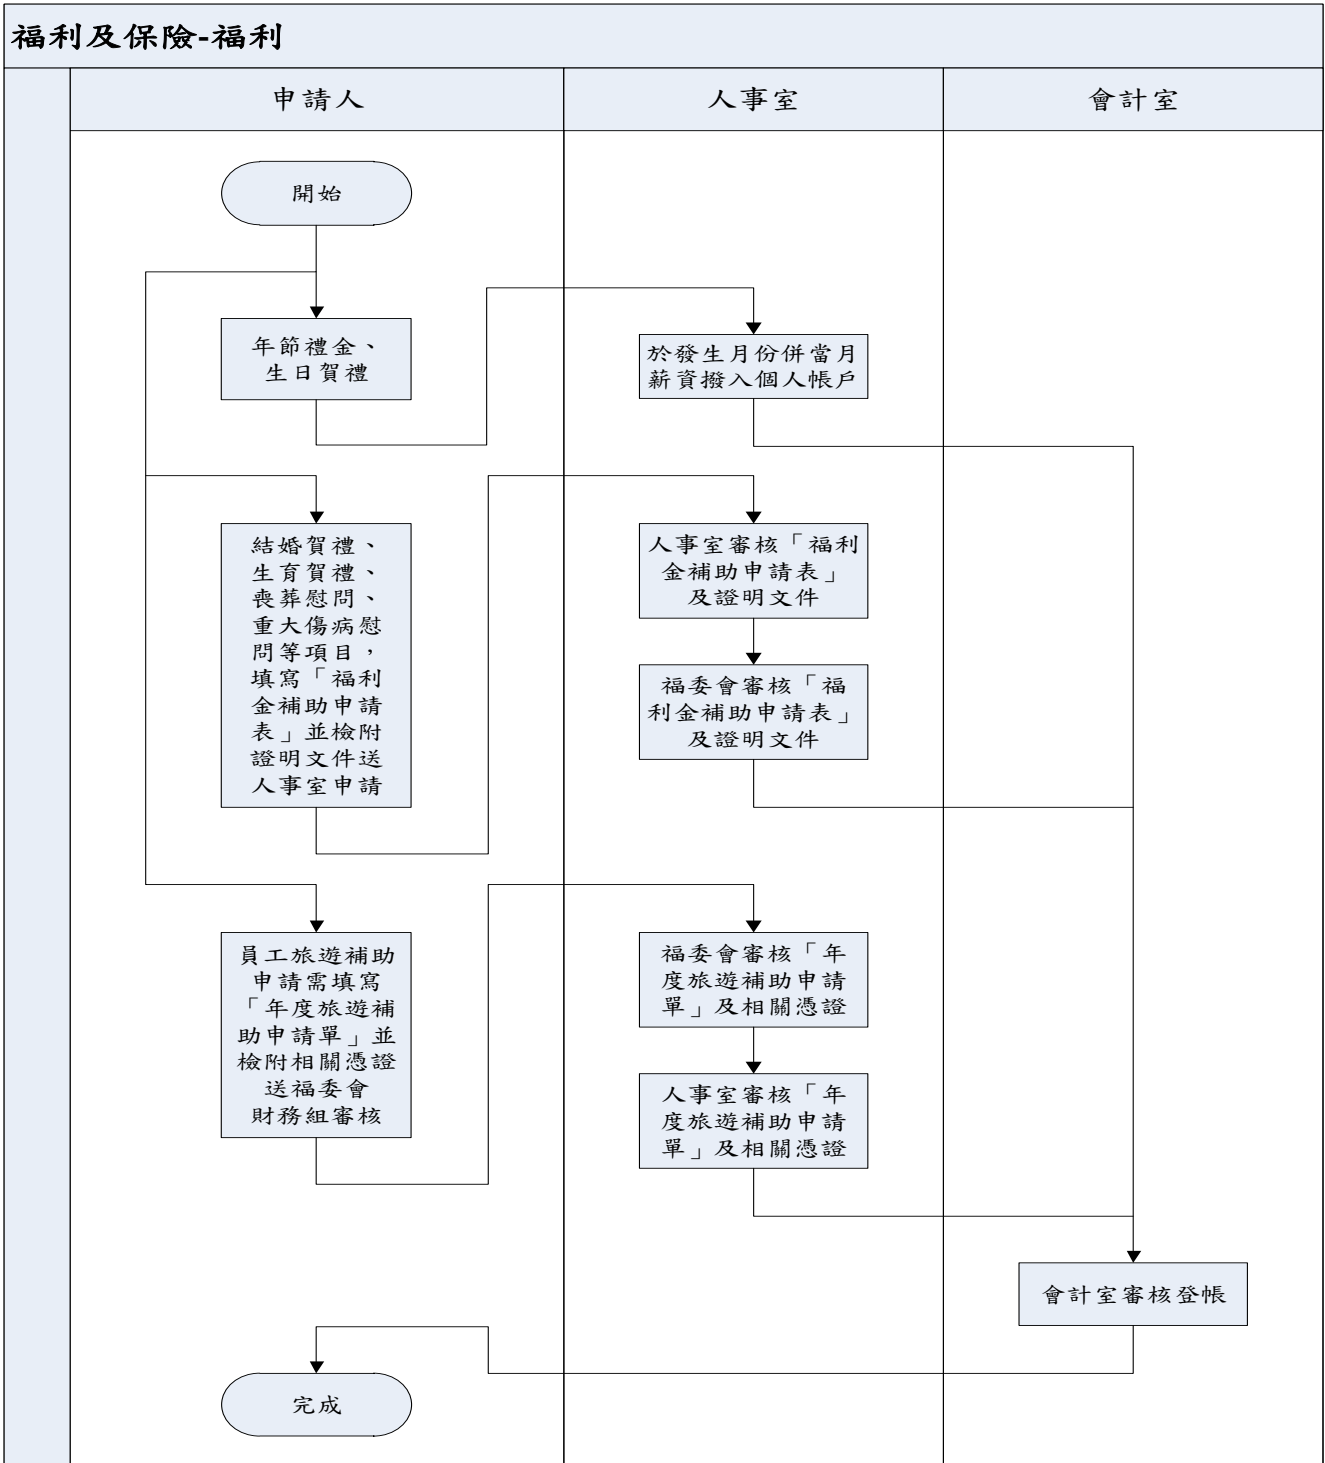 福利及保險-福利
申請人
人事室
會計室
開始
年節禮金、
生日賀禮
於發生月份併當月
薪資撥入個人帳戶
結婚賀禮、
生育賀禮、
喪葬慰問、
重大傷病慰
問等項目，
填寫「福利
金補助申請
表」並檢附
證明文件送
人事室申請
人事室審核「福利
金補助申請表」
及證明文件
福委會審核「福
利金補助申請表」
及證明文件
員工旅遊補助
申請需填寫
「年度旅遊補
助申請單」並
檢附相關憑證
送福委會
財務組審核
福委會審核「年
度旅遊補助申請
單」及相關憑證
人事室審核「年
度旅遊補助申請
單」及相關憑證
會計室審核登帳
完成